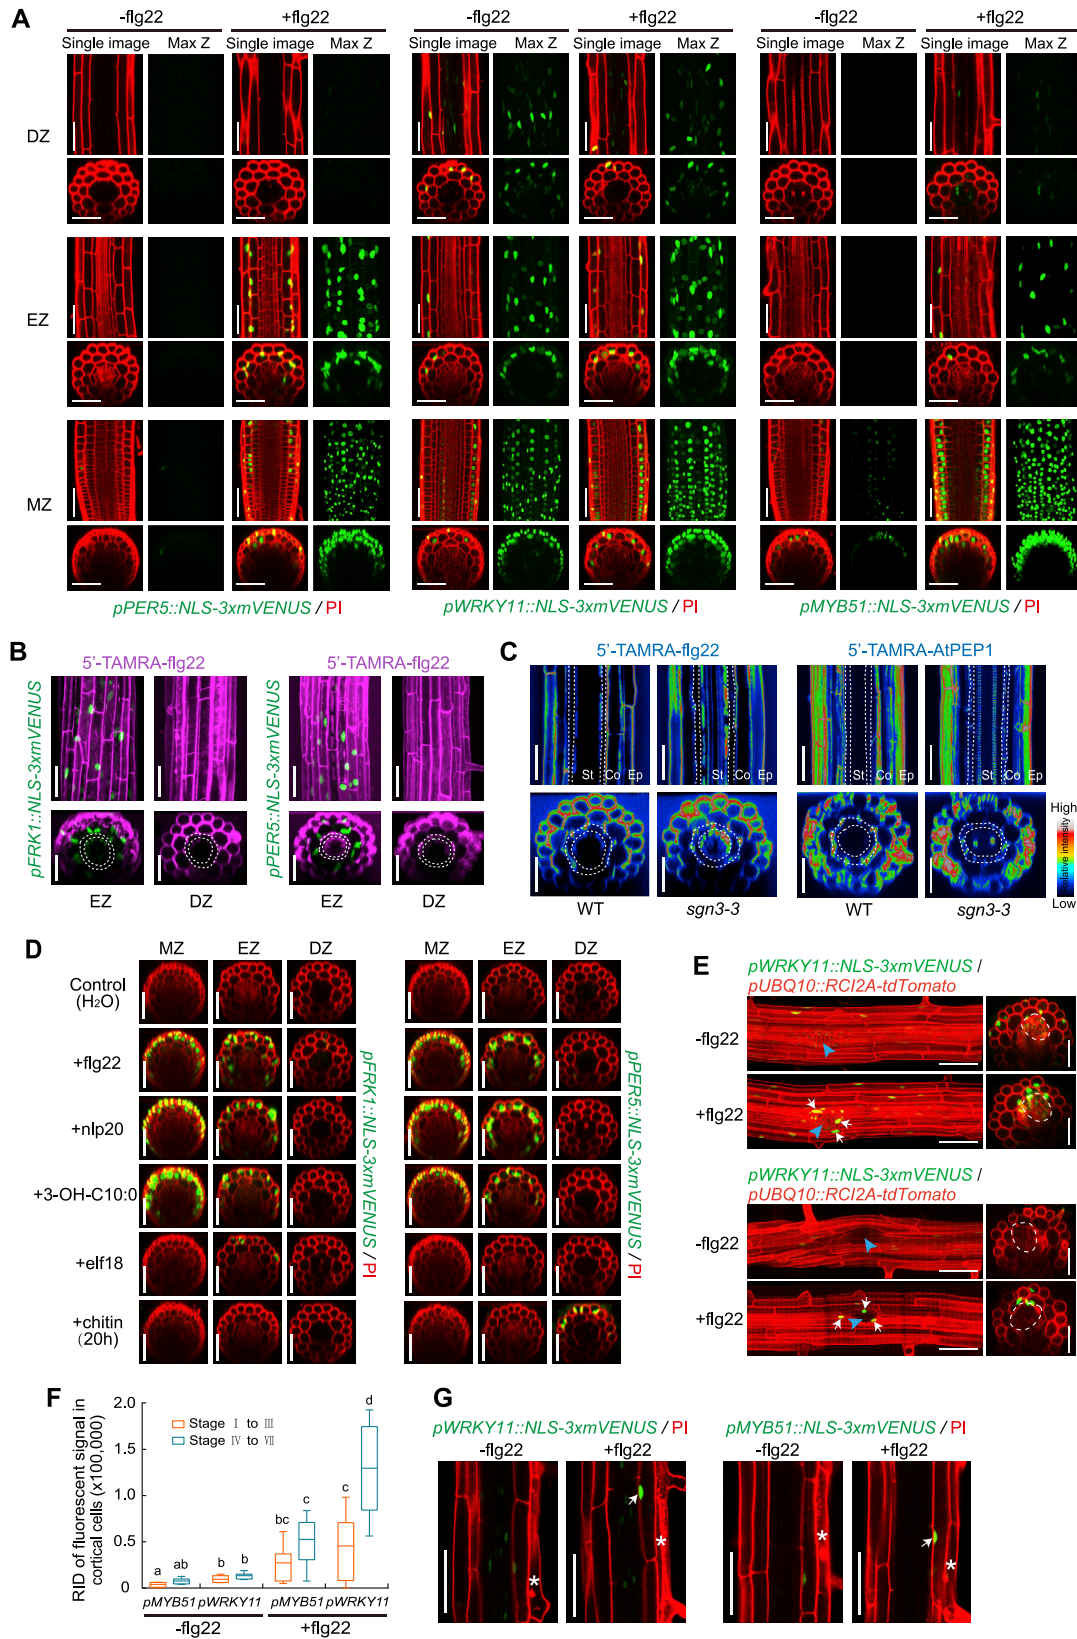 A
-flg22 +flg22 -flg22 +flg22 -flg22 +flg22
Single image Max Z Single image Max Z Single image Max Z Single image Max Z Single image Max Z Single image Max Z
DZ
EZ
MZ
pPER5::NLS-3xmVENUS / PI pWRKY11::NLS-3xmVENUS / PI pMYB51::NLS-3xmVENUS / PI
B
5'-TAMRA-flg22 5'-TAMRA-flg22
pFRK1::NLS-3xmVENUS
pPER5::NLS-3xmVENUS
EZ DZ EZ DZ
C
5'-TAMRA-flg22 5'-TAMRA-AtPEP1
St Co Ep St Co Ep St Co Ep St Co Ep
High
Relative intensity
Low
WT sgn3-3 WT sgn3-3
D
MZ EZ DZ MZ EZ DZ
Control
(H₂O)
+flg22
+nlp20
+3-OH-C10:0
+elf18
+chitin
(20h)
pFRK1::NLS-3xmVENUS / PI
pPER5::NLS-3xmVENUS / PI
E
pWRKY11::NLS-3xmVENUS /
pUBQ10::RCI2A-tdTomato
-flg22
+flg22
pWRKY11::NLS-3xmVENUS /
pUBQ10::RCI2A-tdTomato
-flg22
+flg22
F
RID of fluorescent signal in
cortical cells (x100,000)
2.0
1.5
1.0
0.5
0
Stage Ⅰ to Ⅲ
Stage Ⅳ to Ⅶ
a ab b b bc c c d
pMYB51 pWRKY11 pMYB51 pWRKY11
-flg22 +flg22
G
pWRKY11::NLS-3xmVENUS / PI pMYB51::NLS-3xmVENUS / PI
-flg22 +flg22 -flg22 +flg22
* * * *